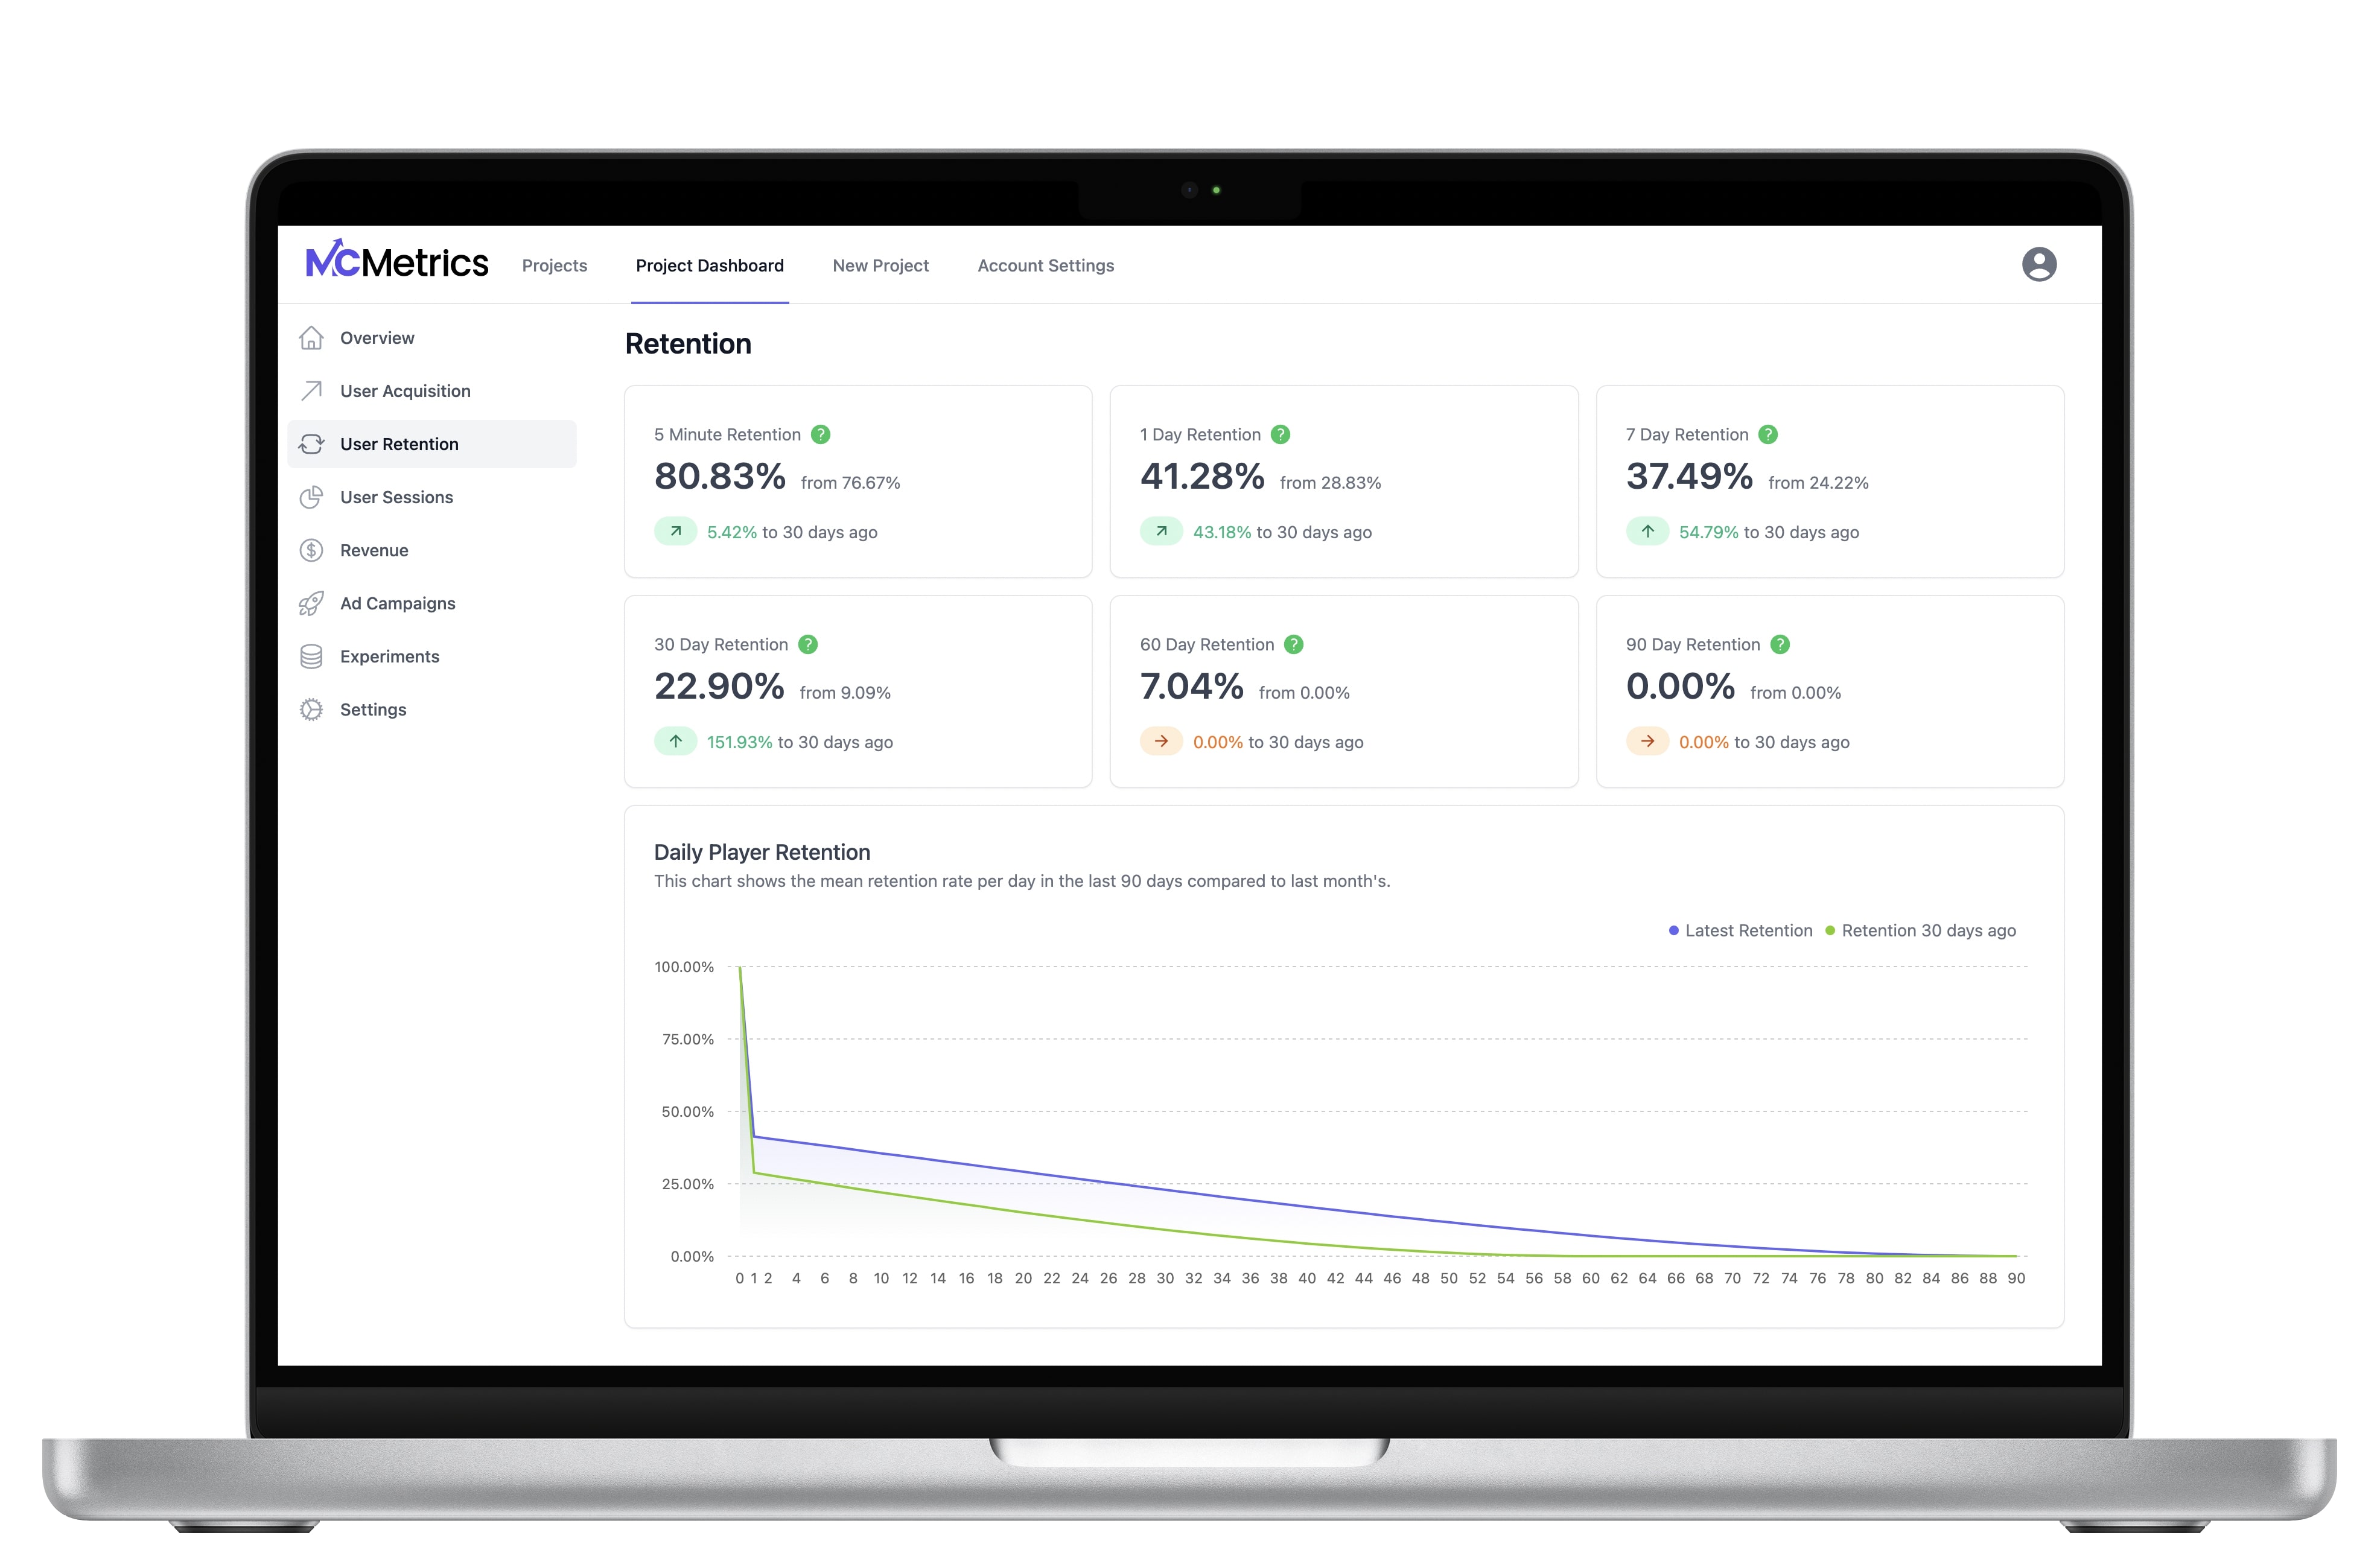 MCMetrics Projects Project Dashboard New Project Account Settings
Overview
User Acquisition
User Retention
User Sessions
Revenue
Ad Campaigns
Experiments
Settings
Retention
5 Minute Retention ?
80.83% from 76.67%
5.42% to 30 days ago
1 Day Retention ?
41.28% from 28.83%
43.18% to 30 days ago
7 Day Retention ?
37.49% from 24.22%
54.79% to 30 days ago
30 Day Retention ?
22.90% from 9.09%
151.93% to 30 days ago
60 Day Retention ?
7.04% from 0.00%
0.00% to 30 days ago
90 Day Retention ?
0.00% from 0.00%
0.00% to 30 days ago
Daily Player Retention
This chart shows the mean retention rate per day in the last 90 days compared to last month's.
Latest Retention Retention 30 days ago
100.00%
75.00%
50.00%
25.00%
0.00%
0 1 2 4 6 8 10 12 14 16 18 20 22 24 26 28 30 32 34 36 38 40 42 44 46 48 50 52 54 56 58 60 62 64 66 68 70 72 74 76 78 80 82 84 86 88 90